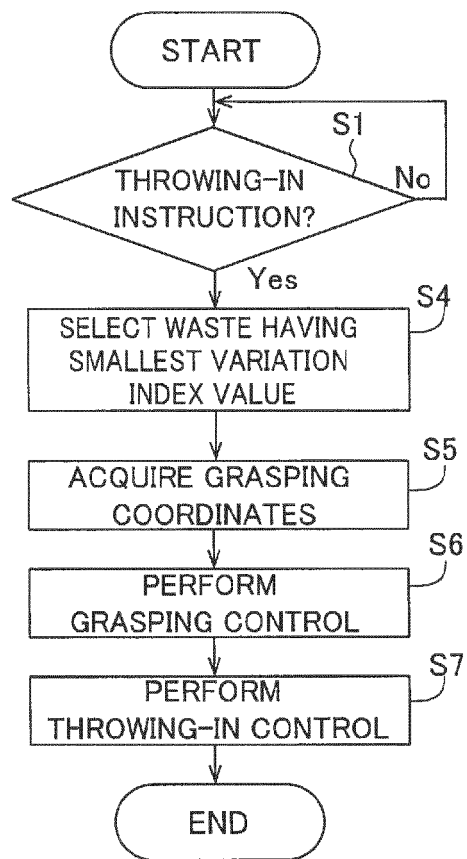 START
S1
THROWING-IN
INSTRUCTION?
No
Yes
S4
SELECT WASTE HAVING
SMALLEST VARIATION
INDEX VALUE
S5
ACQUIRE GRASPING
COORDINATES
S6
PERFORM
GRASPING CONTROL
S7
PERFORM
THROWING-IN CONTROL
END